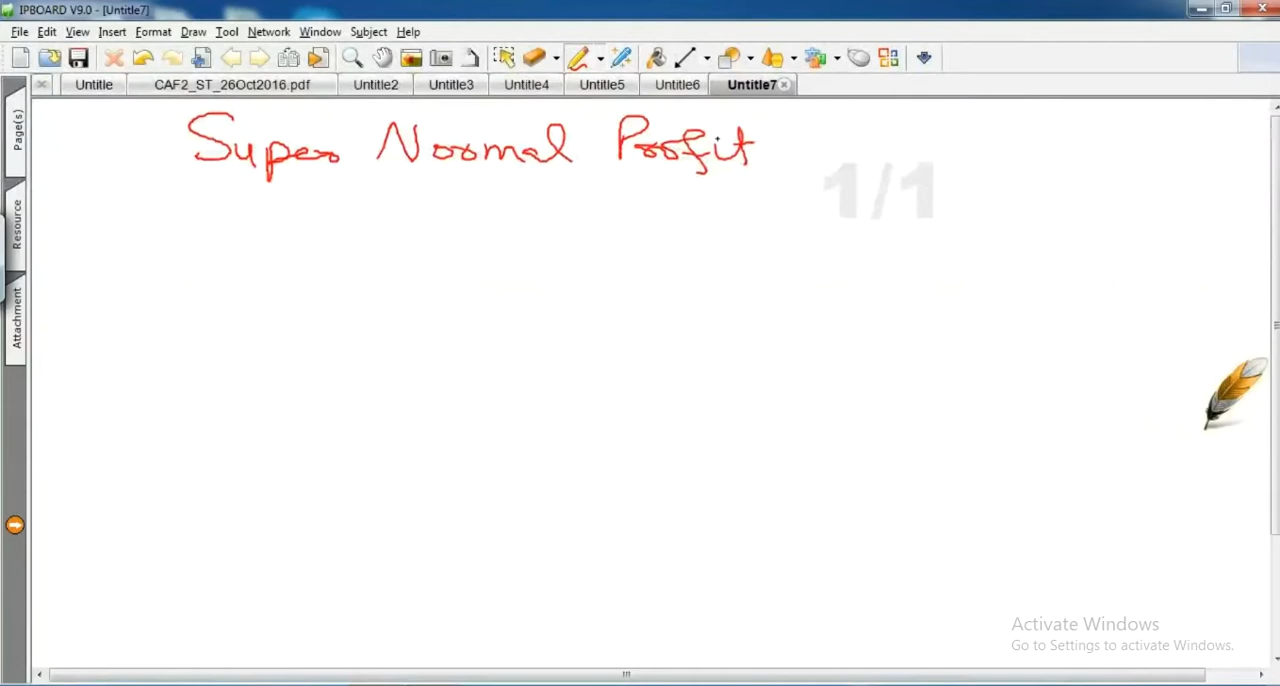 IPBOARD V9.0 - [Untitle7]
File Edit View Insert Format Draw Tool Network Window Subject Help
Untitle CAF2_ST_26Oct2016.pdf Untitle2 Untitle3 Untitle4 Untitle5 Untitle6 Untitle7
Page(s)
Resource
Attachment
Super Normal Profit
1/1
Activate Windows
Go to Settings to activate Windows.